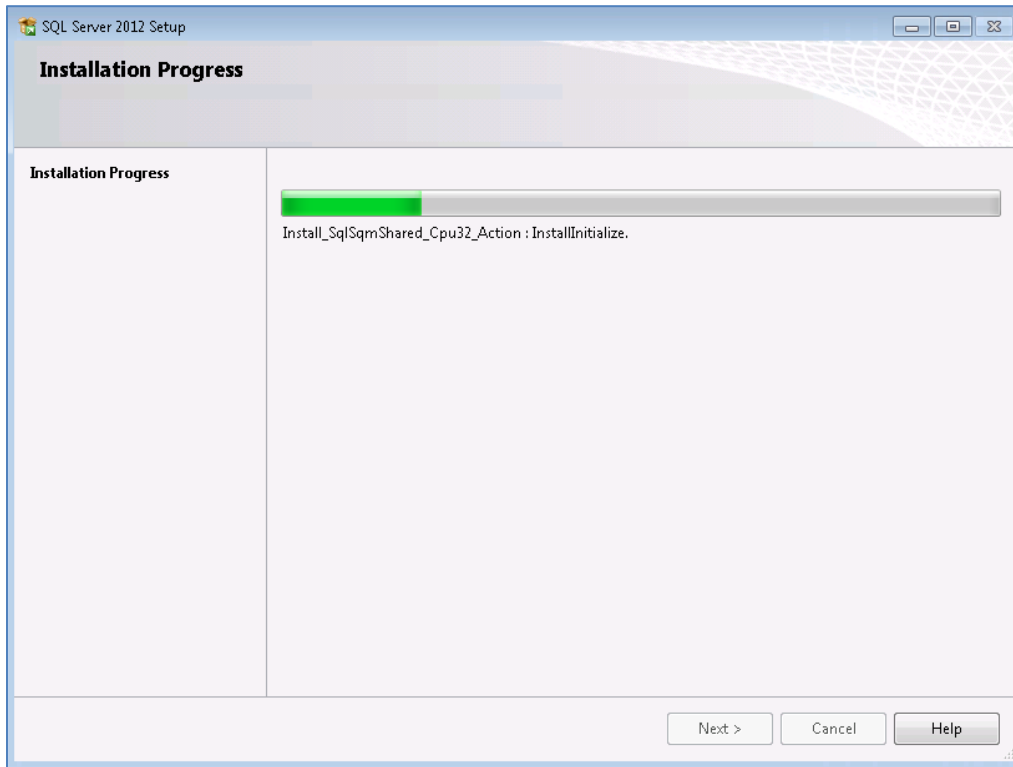 SQL Server 2012 Setup
Installation Progress
Installation Progress
Install_SqlSqmShared_Cpu32_Action : InstallInitialize.
Next >
Cancel
Help